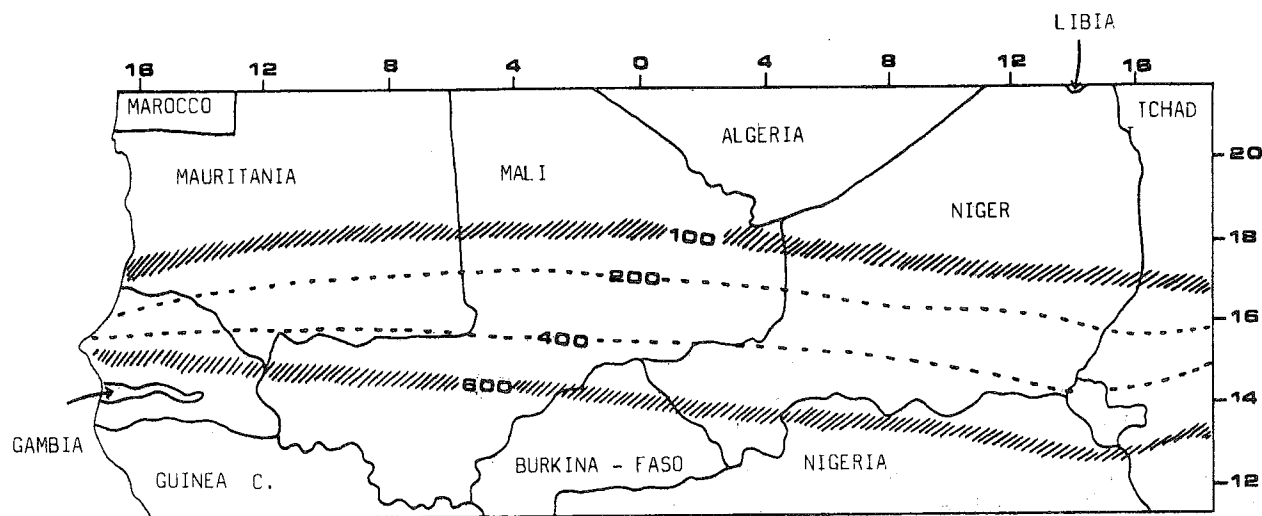 LIBIA
16 12 8 4 0 4 8 12 16
MAROCCO
TCHAD
ALGERIA
20
MAURITANIA
MALI
NIGER
100
18
200
16
400
600
14
GAMBIA
BURKINA - FASO
NIGERIA
GUINEA C.
12